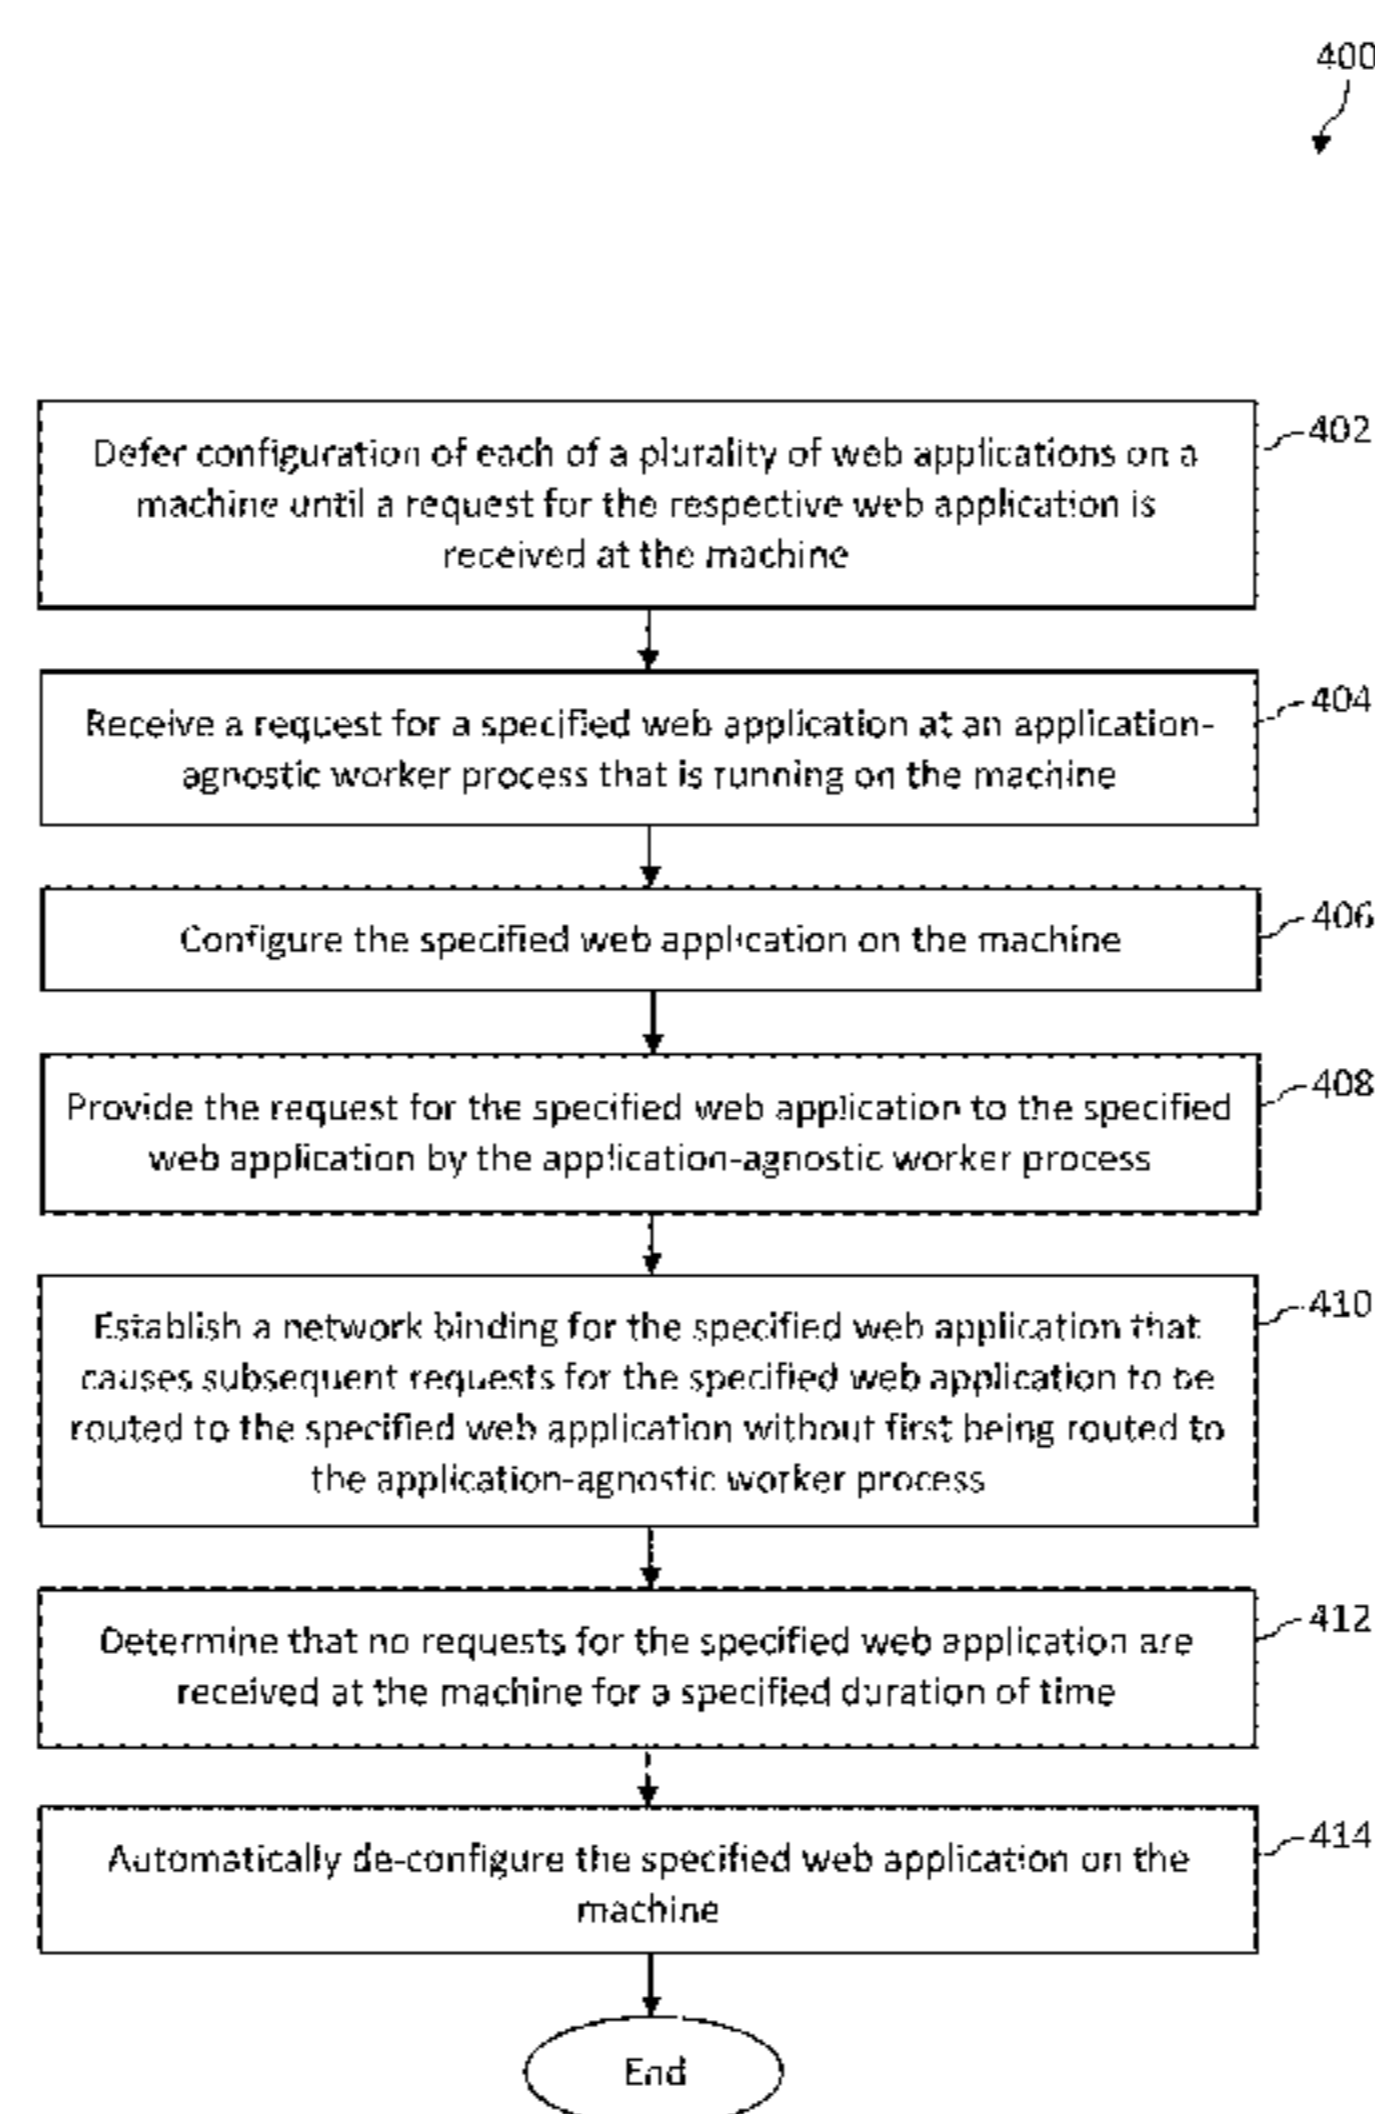 400
Defer configuration of each of a plurality of web applications on a
machine until a request for the respective web application is
received at the machine
402
Receive a request for a specified web application at an application-
agnostic worker process that is running on the machine
404
Configure the specified web application on the machine
406
Provide the request for the specified web application to the specified
web application by the application-agnostic worker process
408
Establish a network binding for the specified web application that
causes subsequent requests for the specified web application to be
routed to the specified web application without first being routed to
the application-agnostic worker process
410
Determine that no requests for the specified web application are
received at the machine for a specified duration of time
412
Automatically de-configure the specified web application on the
machine
414
End